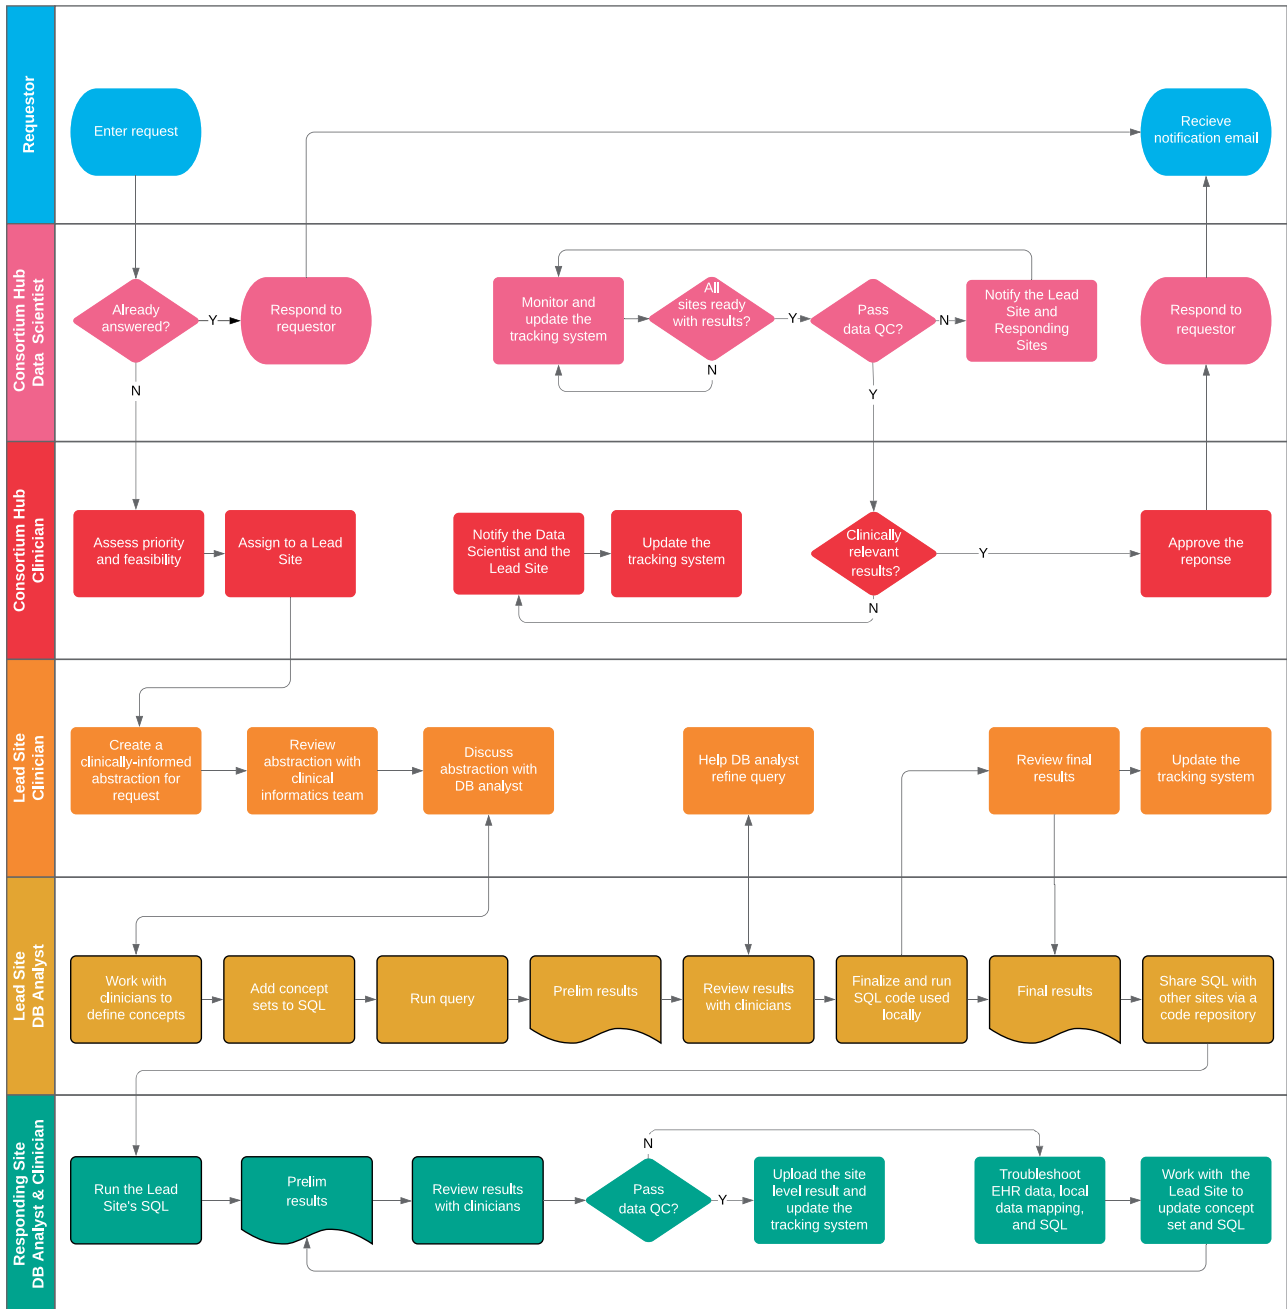 Requestor
Enter request
Recieve
notification email
Consortium Hub
Data Scientist
Already
answered?
Y
Respond to
requestor
N
Monitor and
update the
tracking system
All
sites ready
with results?
Y
N
Pass
data QC?
N
Y
Notify the Lead
Site and
Responding
Sites
Respond to
requestor
Consortium Hub
Clinician
Assess priority
and feasibility
Assign to a Lead
Site
Notify the Data
Scientist and the
Lead Site
Update the
tracking system
Clinically
relevant
results?
Y
N
Approve the
reponse
Lead Site
Clinician
Create a
clinically-informed
abstraction for
request
Review
abstraction with
clinical
informatics team
Discuss
abstraction with
DB analyst
Help DB analyst
refine query
Review final
results
Update the
tracking system
Lead Site
DB Analyst
Work with
clinicians to
define concepts
Add concept
sets to SQL
Run query
Prelim results
Review results
with clinicians
Finalize and run
SQL code used
locally
Final results
Share SQL with
other sites via a
code repository
Responding Site
DB Analyst & Clinician
Run the Lead
Site's SQL
Prelim
results
Review results
with clinicians
Pass
data QC?
N
Y
Upload the site
level result and
update the
tracking system
Troubleshoot
EHR data, local
data mapping,
and SQL
Work with the
Lead Site to
update concept
set and SQL